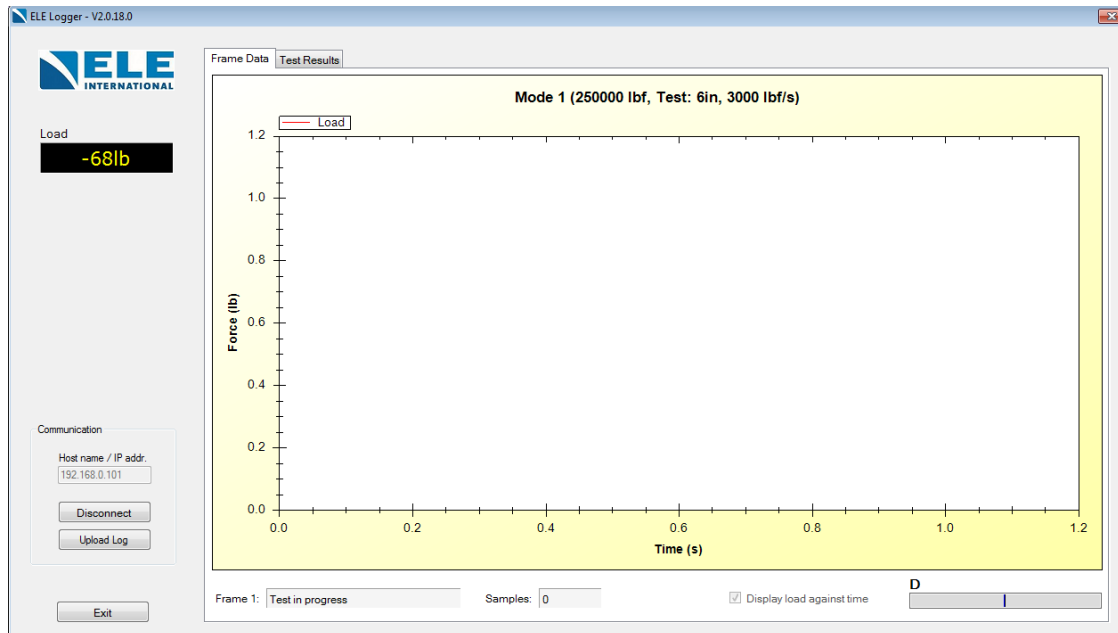 ELE Logger - V2.0.18.0
ELE
INTERNATIONAL
Frame Data
Test Results
Load
-68lb
Mode 1 (250000 lbf, Test: 6in, 3000 lbf/s)
Load
1.2
1.0
0.8
0.6
0.4
0.2
0.0
Force (lb)
0.0 0.2 0.4 0.6 0.8 1.0 1.2
Time (s)
Communication
Host name / IP addr.
192.168.0.101
Disconnect
Upload Log
Exit
Frame 1: Test in progress Samples: 0 Display load against time D